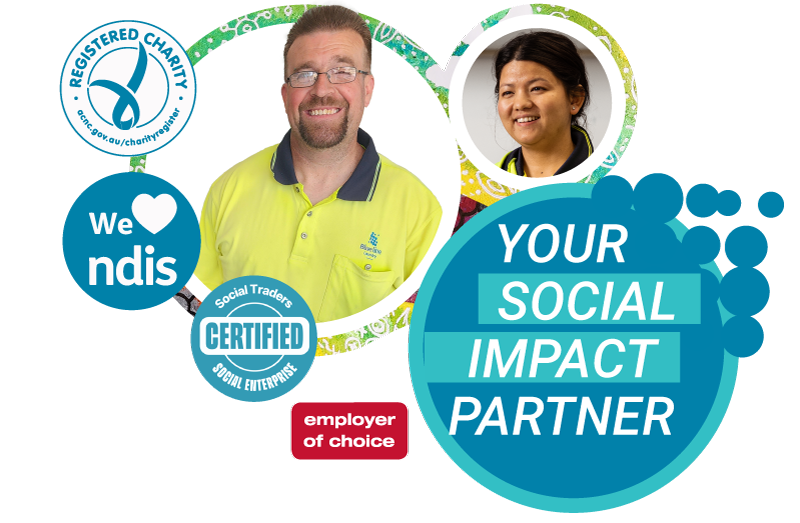 REGISTERED CHARITY
acnc.gov.au/charityregister
We
ndis
Social Traders
CERTIFIED
SOCIAL ENTERPRISE
employer
of choice
YOUR
SOCIAL
IMPACT
PARTNER